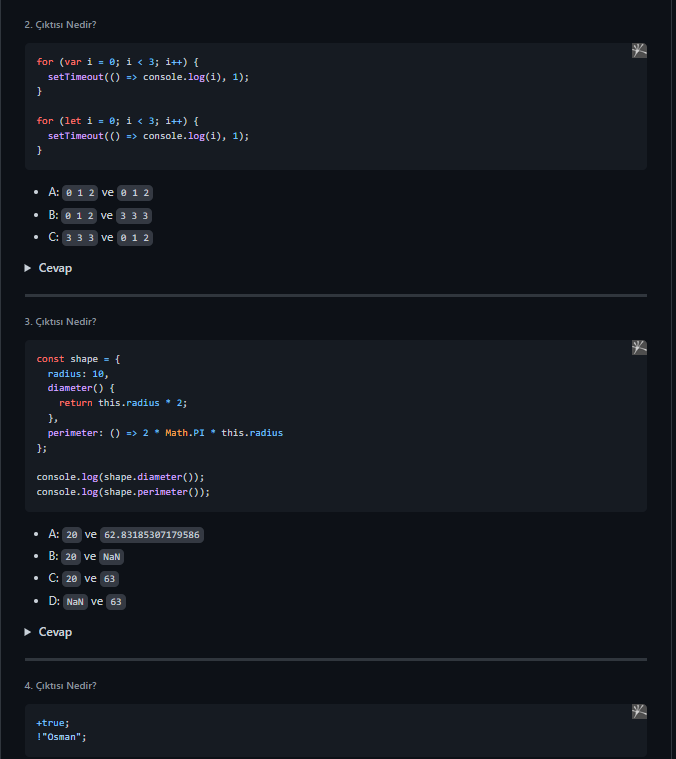 2. Çıktısı Nedir?
for (var i = 0; i < 3; i++) {
  setTimeout(() => console.log(i), 1);
}

for (let i = 0; i < 3; i++) {
  setTimeout(() => console.log(i), 1);
}
• A: 0 1 2 ve 0 1 2
• B: 0 1 2 ve 3 3 3
• C: 3 3 3 ve 0 1 2
▶ Cevap
3. Çıktısı Nedir?
const shape = {
  radius: 10,
  diameter() {
    return this.radius * 2;
  },
  perimeter: () => 2 * Math.PI * this.radius
};

console.log(shape.diameter());
console.log(shape.perimeter());
• A: 20 ve 62.83185307179586
• B: 20 ve NaN
• C: 20 ve 63
• D: NaN ve 63
▶ Cevap
4. Çıktısı Nedir?
+true;
!"Osman";